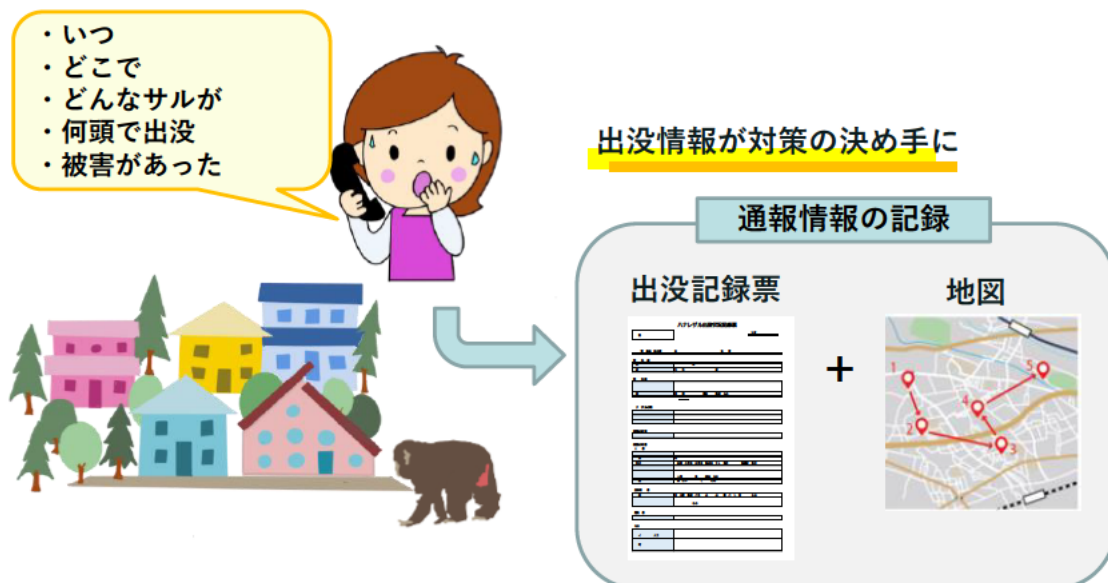 ・いつ
・どこで
・どんなサルが
・何頭で出没
・被害があった
出没情報が対策の決め手に
通報情報の記録
出没記録票
地図
+
1
2
3
4
5